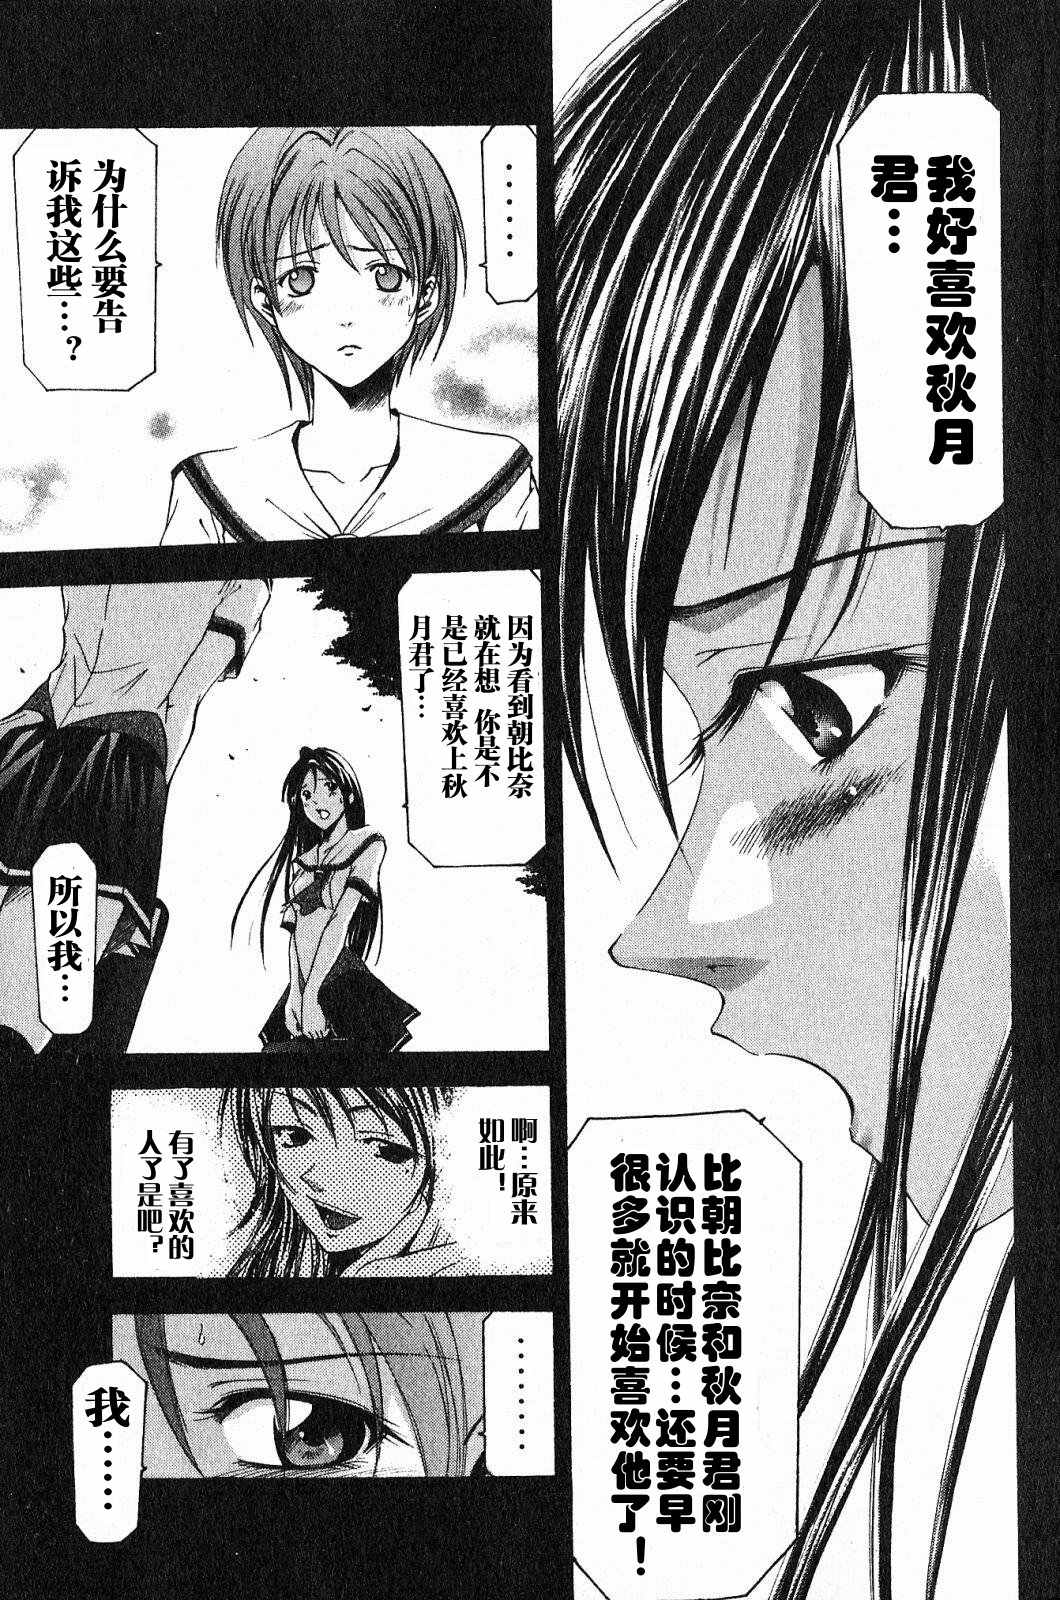 我好喜欢秋月
君…
比朝比奈和秋月君刚
认识的时候…还要早
很多就开始喜欢他了！
……
为什么要告
诉我这些…？
因为看到朝比奈
就在想 你是不
是已经喜欢上秋
月君了…
所以我…
啊…原来
如此！
有了喜欢的
人了是吧？
……
我……